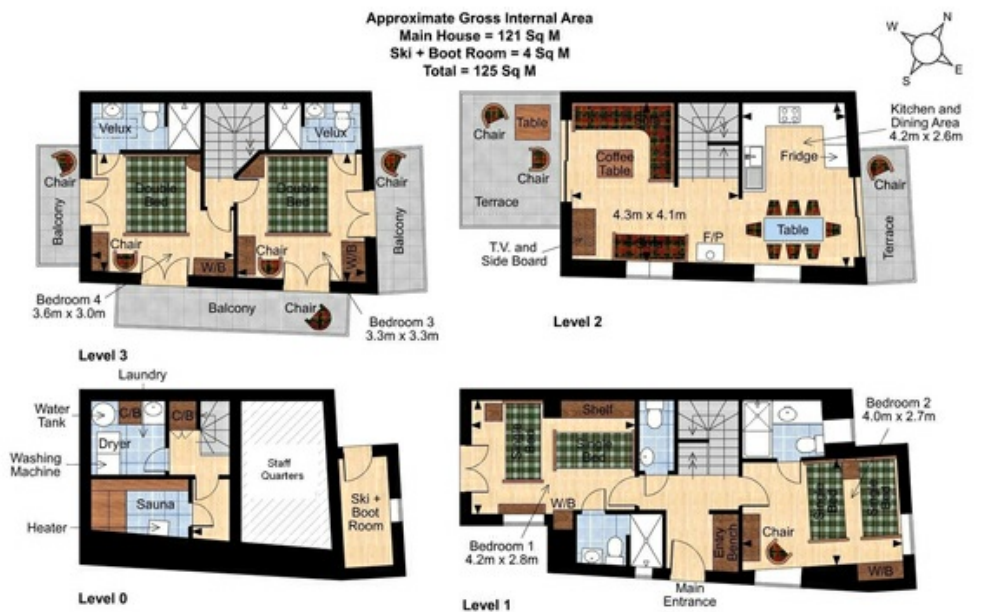 Approximate Gross Internal Area
Main House = 121 Sq M
Ski + Boot Room = 4 Sq M
Total = 125 Sq M
N
W
E
S
Velux
Velux
Chair
Double
Bed
Double
Bed
Chair
Balcony
Balcony
Chair
Chair
W/B
W/B
Balcony
Chair
Bedroom 4
3.6m x 3.0m
Bedroom 3
3.3m x 3.3m
Level 3
Chair
Table
Chair
Terrace
Coffee
Table
4.3m x 4.1m
T.V. and
Side Board
F/P
Kitchen and
Dining Area
4.2m x 2.6m
Fridge
Chair
Table
Terrace
Level 2
Laundry
Water
Tank
C/B
C/B
Dryer
Washing
Machine
Sauna
Heater
Staff
Quarters
Ski +
Boot
Room
Level 0
Shelf
Single
Bed
Single
Bed
W/B
Bedroom 1
4.2m x 2.8m
Entry
Bench
Main
Entrance
Bedroom 2
4.0m x 2.7m
Single
Bed
Single
Bed
Chair
W/B
Level 1